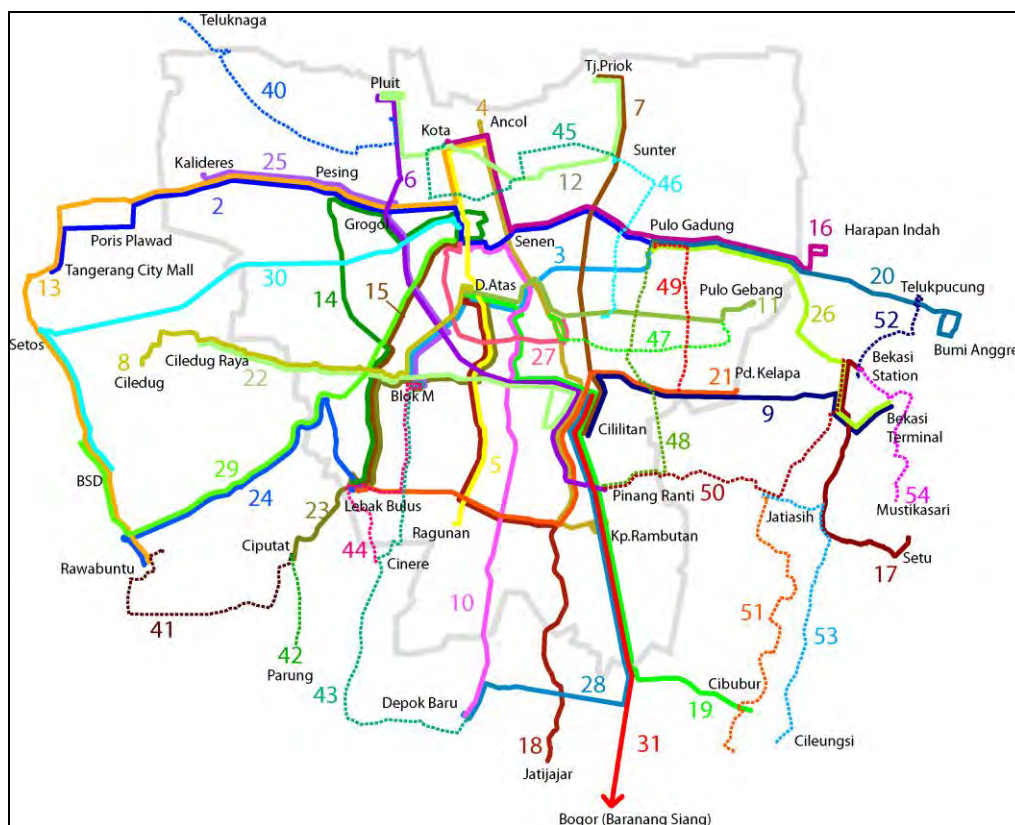 Teluknaga
40
Pluit
Tj.Priok
4
Ancol
7
Kota
45
Sunter
Kalideres
25
Pesing
6
12
46
2
Grogol
Senen
Pulo Gadung
16
Harapan Indah
Poris Plawad
Tangerang City Mall
3
13
30
14
15
D.Atas
49
Pulo Gebang
11
20
Telukpucung
26
52
Setos
8
Ciledug Raya
Ciledug
22
27
47
Bumi Anggre
Blok M
21
Pd. Kelapa
Bekasi
Station
9
Cililitan
Bekasi
Terminal
48
BSD
29
24
5
23
Lebak Bulus
Pinang Ranti
50
54
Mustikasari
Jatiasih
Ragunan
Kp.Rambutan
Ciputat
44
Cinere
Setu
17
Rawabuntu
41
10
51
53
42
Parung
43
Depok Baru
28
Cibubur
19
18
31
Cileungsi
Jatijajar
Bogor (Baranang Siang)